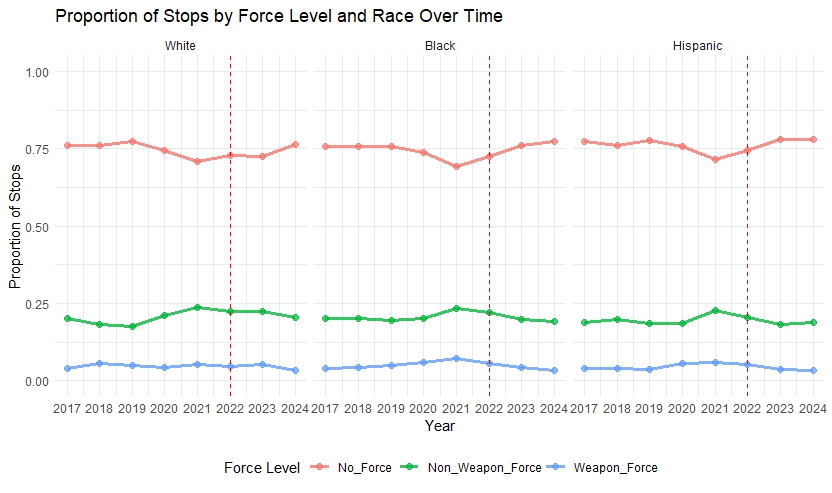 Proportion of Stops by Force Level and Race Over Time
White Black Hispanic
1.00
0.75
0.50
0.25
0.00
Proportion of Stops
2017 2018 2019 2020 2021 2022 2023 2024 2017 2018 2019 2020 2021 2022 2023 2024 2017 2018 2019 2020 2021 2022 2023 2024
Year
Force Level No_Force Non_Weapon_Force Weapon_Force